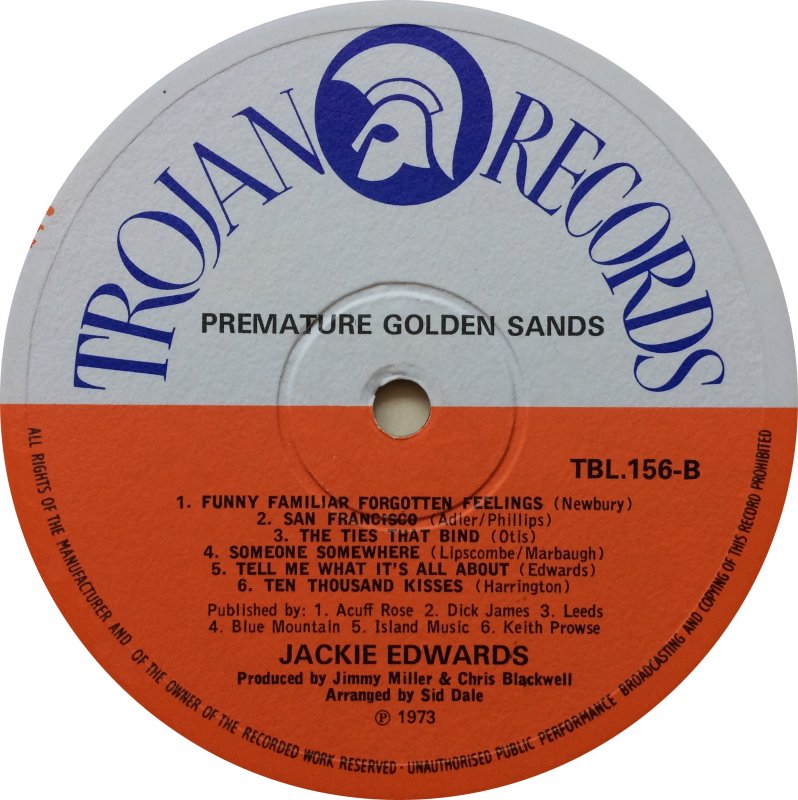 TROJAN RECORDS
PREMATURE GOLDEN SANDS
TBL.156-B
1. FUNNY FAMILIAR FORGOTTEN FEELINGS (Newbury)
2. SAN FRANCISCO (Adler/Phillips)
3. THE TIES THAT BIND (Otis)
4. SOMEONE SOMEWHERE (Lipscombe/Marbaugh)
5. TELL ME WHAT IT'S ALL ABOUT (Edwards)
6. TEN THOUSAND KISSES (Harrington)
Published by: 1. Acuff Rose 2. Dick James 3. Leeds
4. Blue Mountain 5. Island Music 6. Keith Prowse
JACKIE EDWARDS
Produced by Jimmy Miller & Chris Blackwell
Arranged by Sid Dale
℗ 1973
ALL RIGHTS OF THE MANUFACTURER AND OF THE OWNER OF THE RECORDED WORK RESERVED · UNAUTHORISED PUBLIC PERFORMANCE BROADCASTING AND COPYING OF THIS RECORD PROHIBITED